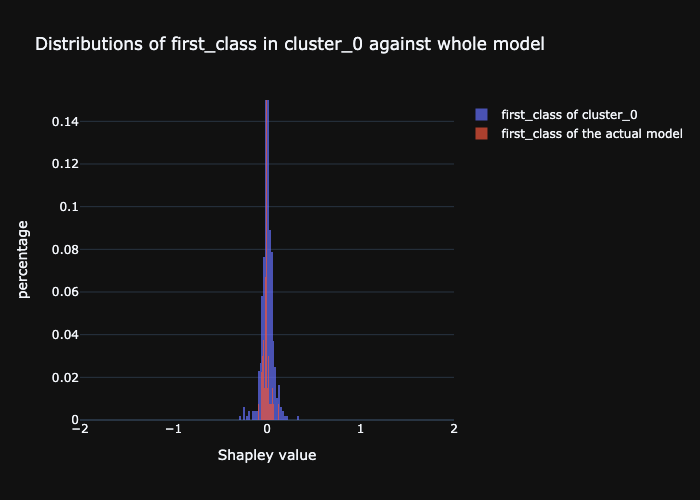 Distributions of first_class in cluster_0 against whole model
first_class of cluster_0
first_class of the actual model
percentage
0.14
0.12
0.1
0.08
0.06
0.04
0.02
0
−2
−1
0
1
2
Shapley value